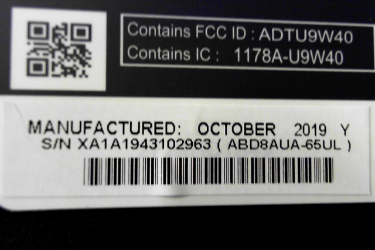 Contains FCC ID : ADTU9W40
Contains IC : 1178A-U9W40
MANUFACTURED: OCTOBER 2019 Y
S/N XA1A1943102963 ( ABD8AUA-65UL )